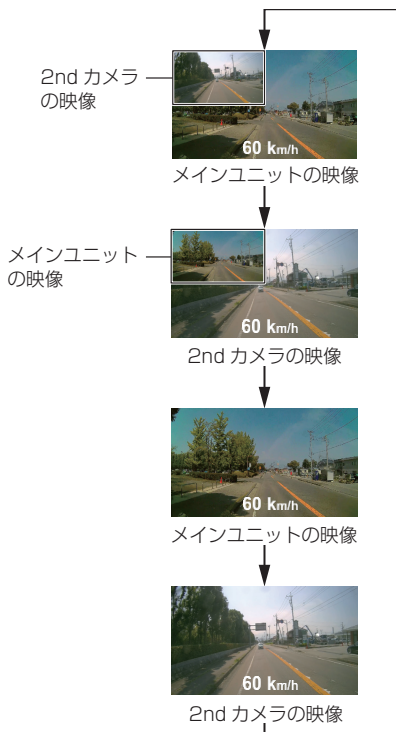 2nd カメラ
の映像
60 km/h
メインユニットの映像
メインユニット
の映像
60 km/h
2nd カメラの映像
60 km/h
メインユニットの映像
60 km/h
2nd カメラの映像